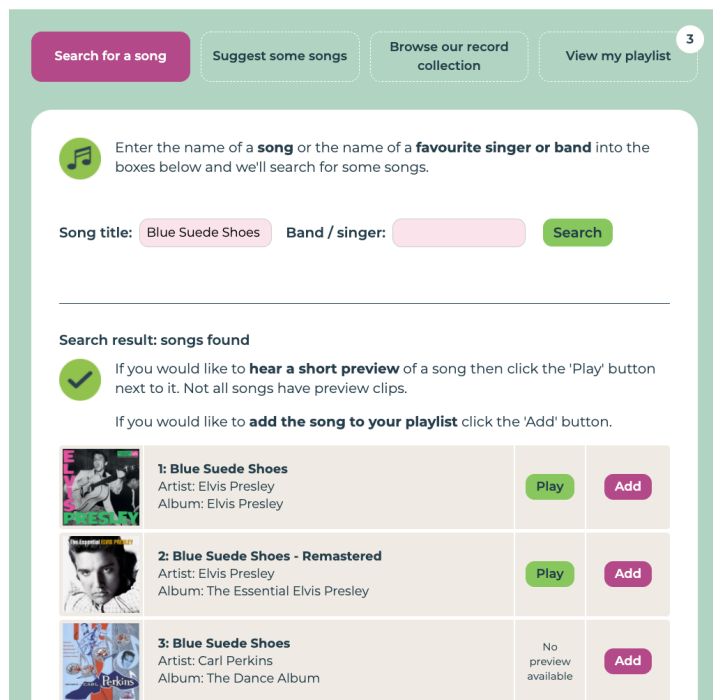 3
Search for a song
Suggest some songs
Browse our record
collection
View my playlist
Enter the name of a song or the name of a favourite singer or band into the
boxes below and we'll search for some songs.
Song title:
Blue Suede Shoes
Band / singer:
Search
Search result: songs found
If you would like to hear a short preview of a song then click the 'Play' button
next to it. Not all songs have preview clips.
If you would like to add the song to your playlist click the 'Add' button.
ELVIS
PRESLEY
1: Blue Suede Shoes
Artist: Elvis Presley
Album: Elvis Presley
Play
Add
The Essential ELVIS PRESLEY
2: Blue Suede Shoes - Remastered
Artist: Elvis Presley
Album: The Essential Elvis Presley
Play
Add
CARL
Perkins
3: Blue Suede Shoes
Artist: Carl Perkins
Album: The Dance Album
No
preview
available
Add